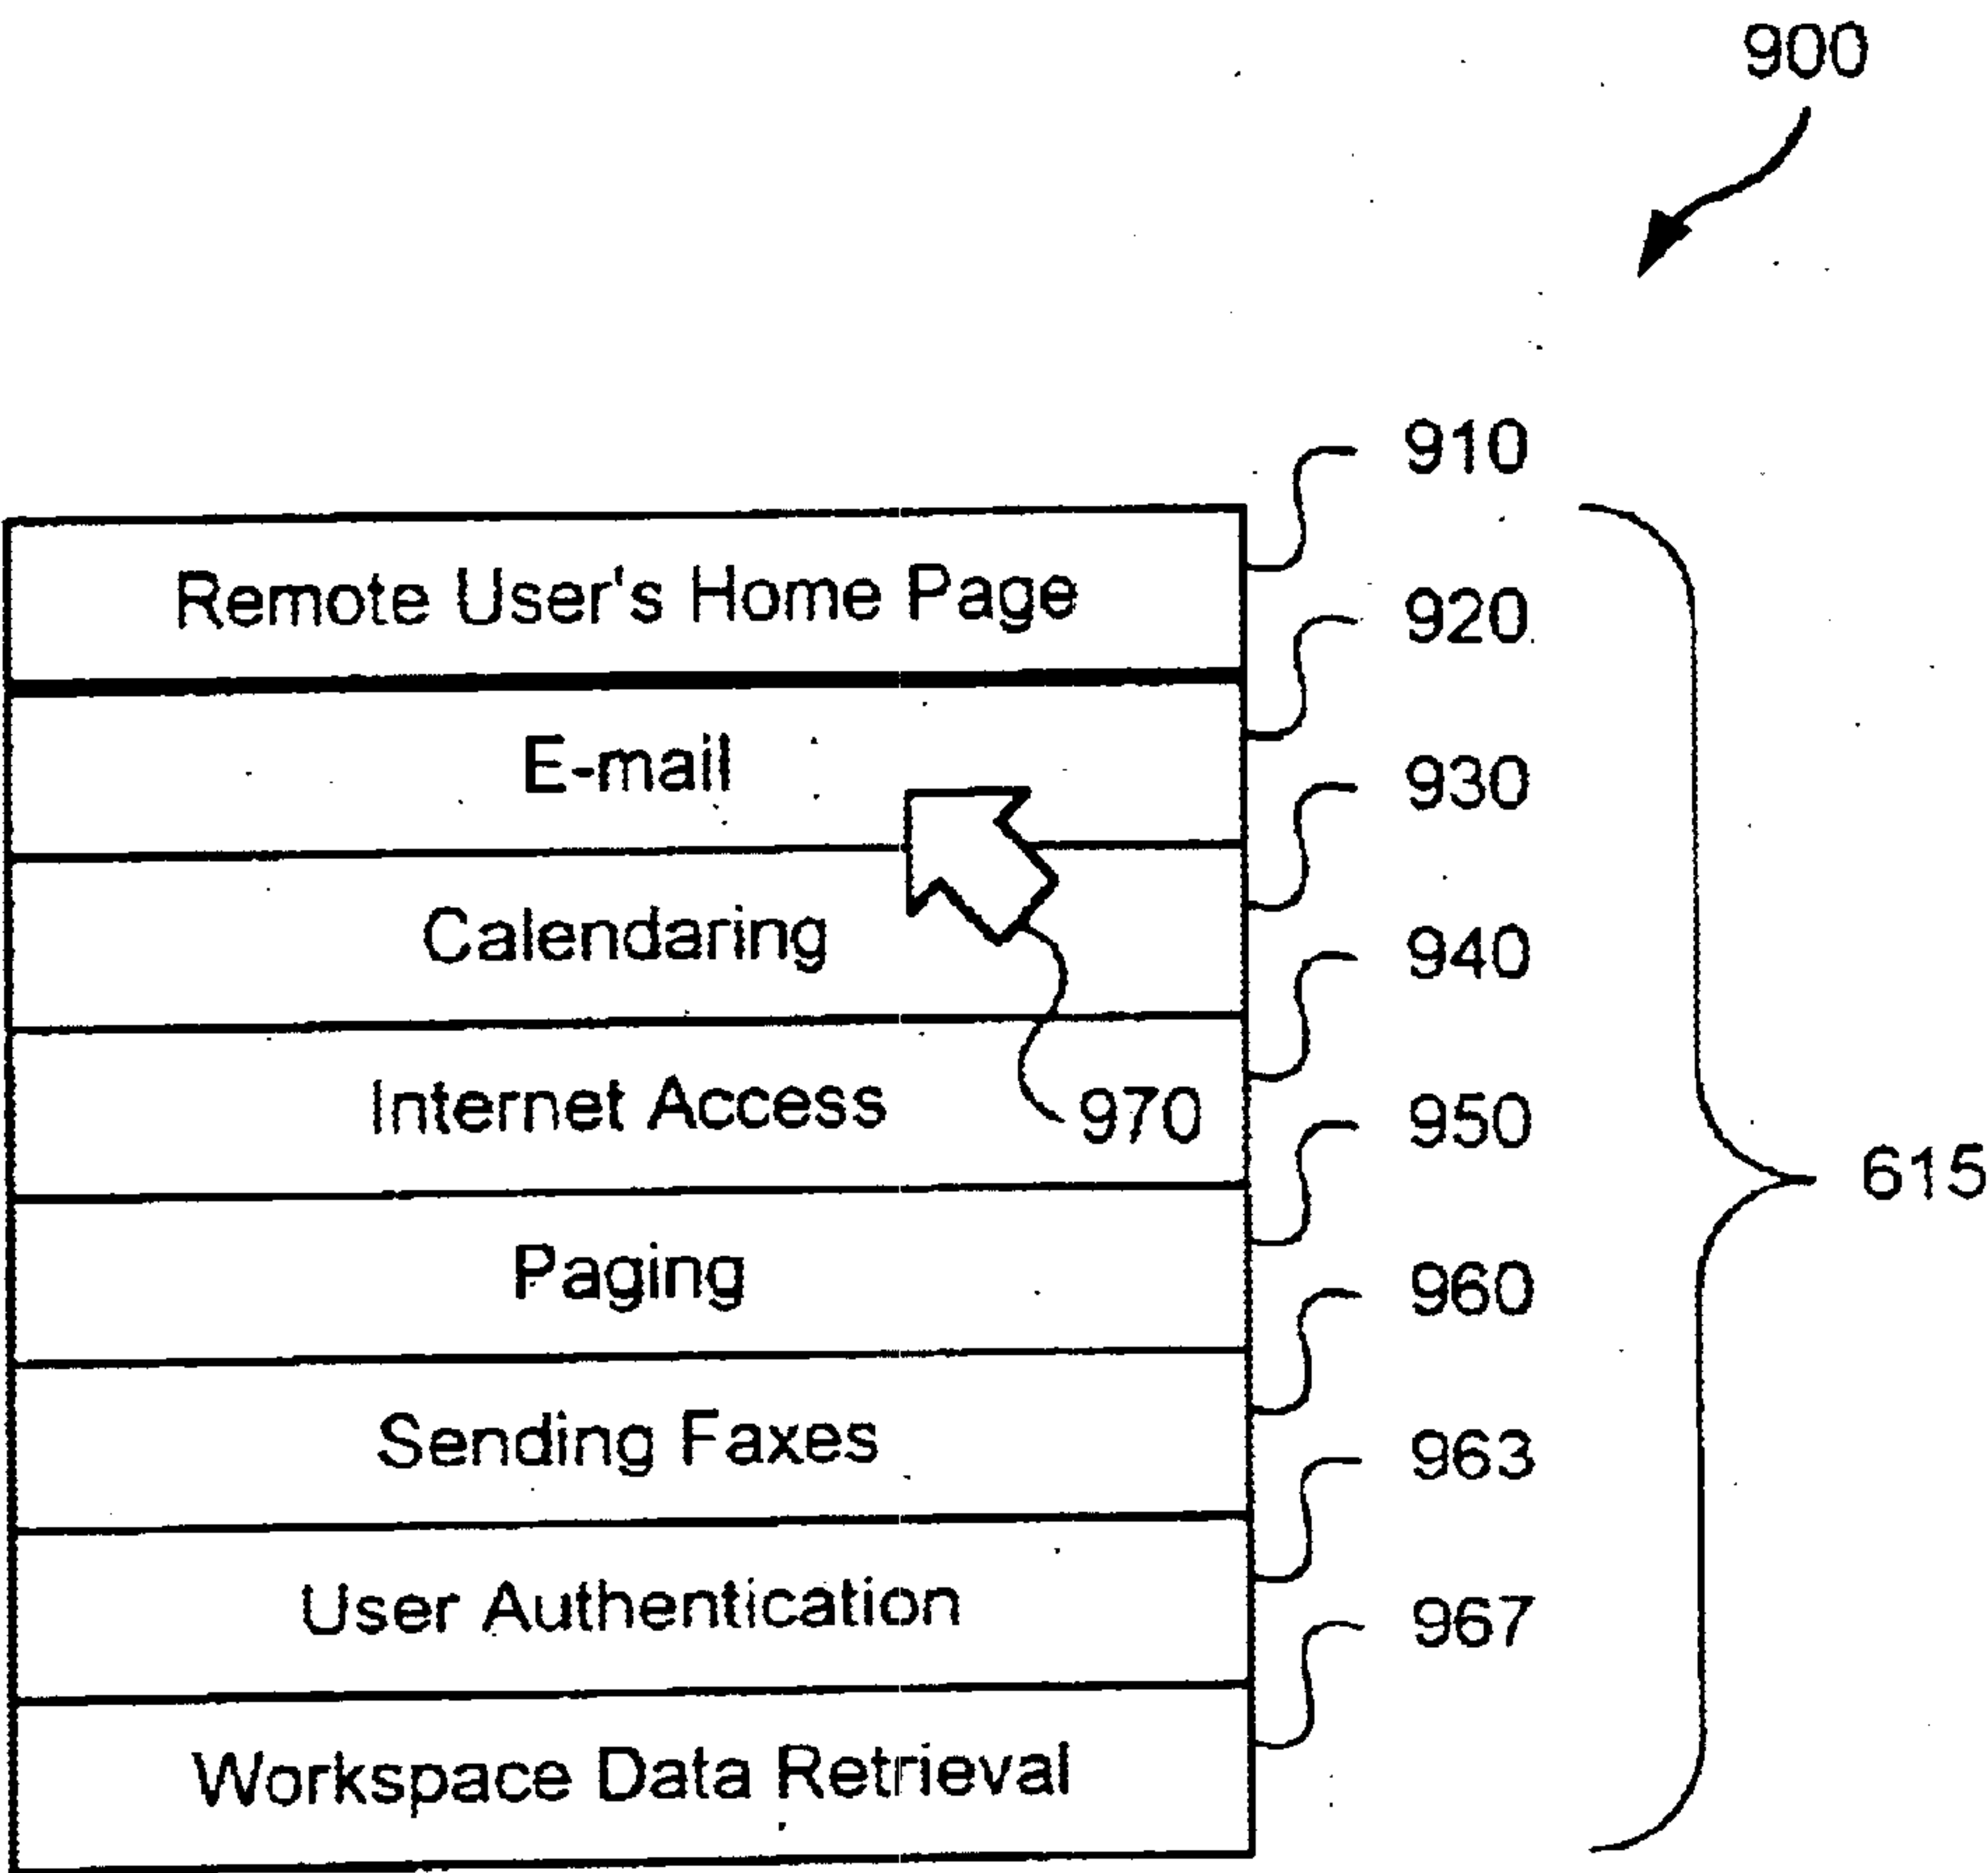 900
910
Remote User's Home Page
920
E-mail
930
Calendaring
940
Internet Access
970
950
615
Paging
960
Sending Faxes
963
User Authentication
967
Workspace Data Retrieval